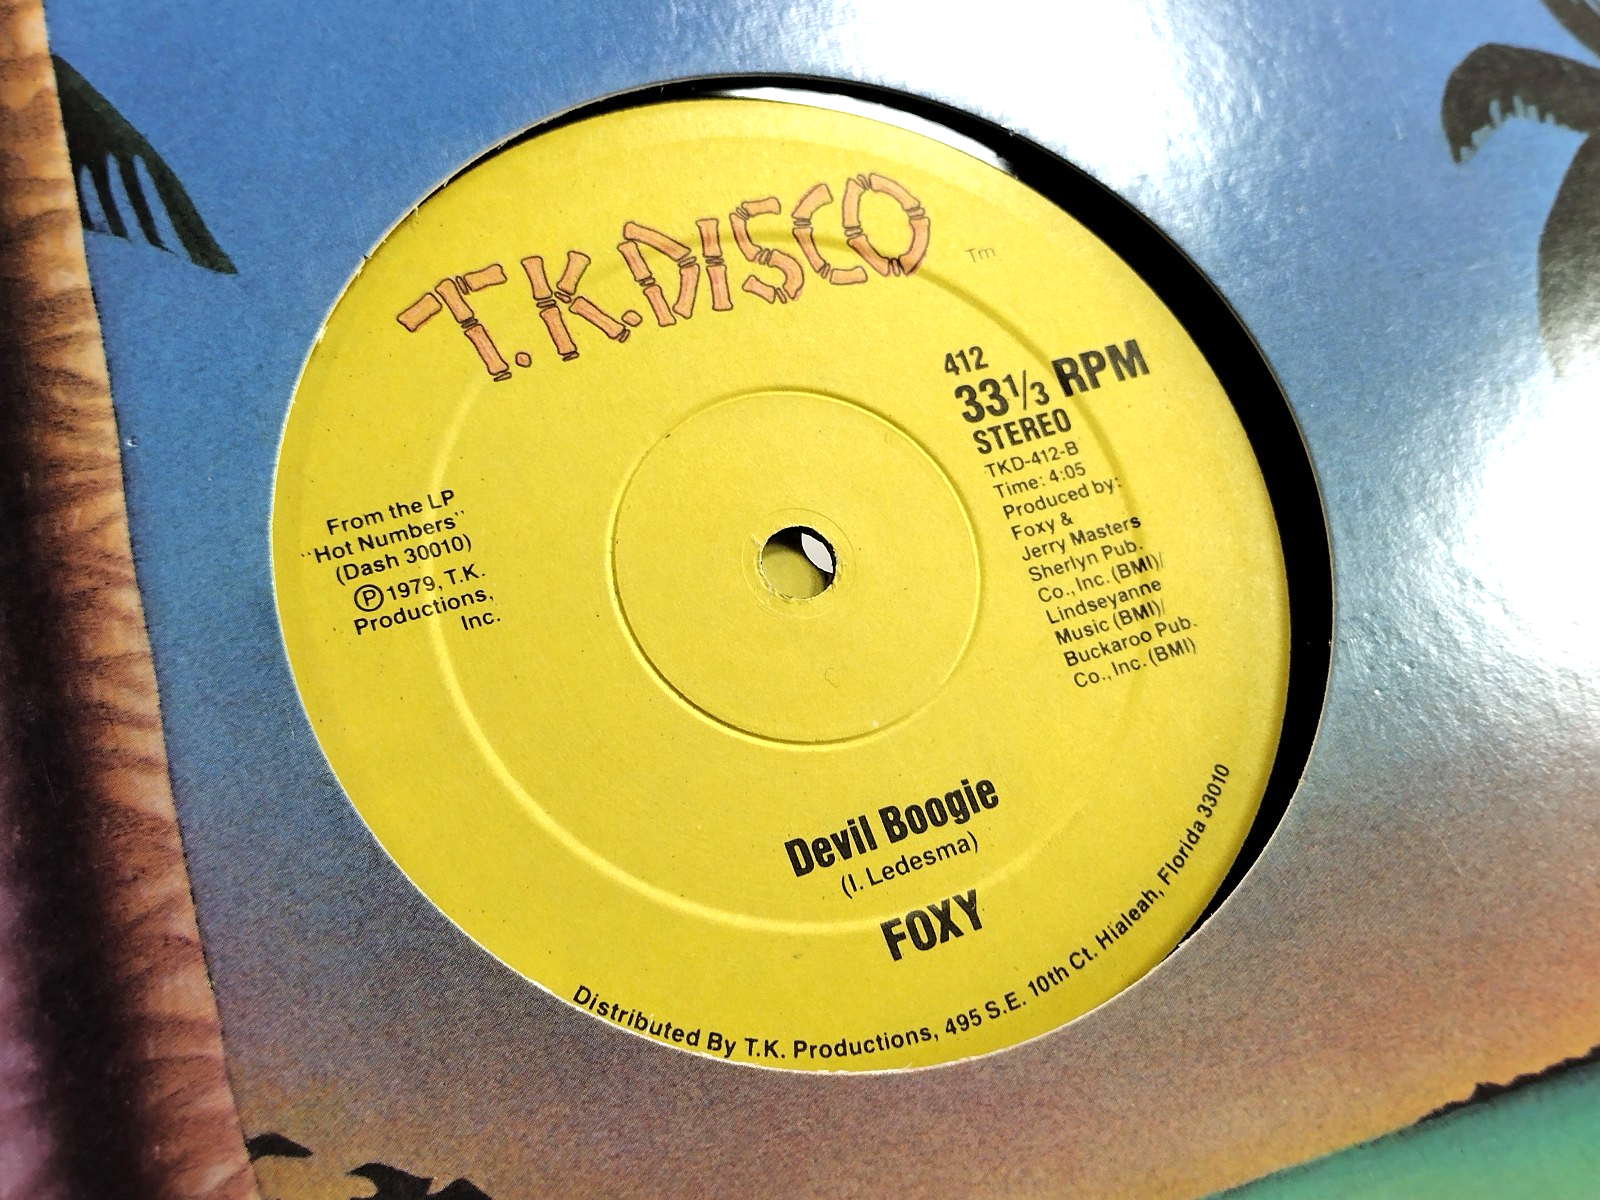 T.K.DISCO
Tm
412
33 1/3 RPM
STEREO
TKD-412-B
Time: 4:05
Produced by:
Foxy &
Jerry Masters
Sherlyn Pub.
Co., Inc. (BMI)/
Lindseyanne
Music (BMI)/
Buckaroo Pub.
Co., Inc. (BMI)
From the LP
"Hot Numbers"
(Dash 30010)
Ⓟ 1979, T.K.
Productions,
Inc.
Devil Boogie
(I. Ledesma)
FOXY
Distributed By T.K. Productions, 495 S.E. 10th Ct. Hialeah, Florida 33010